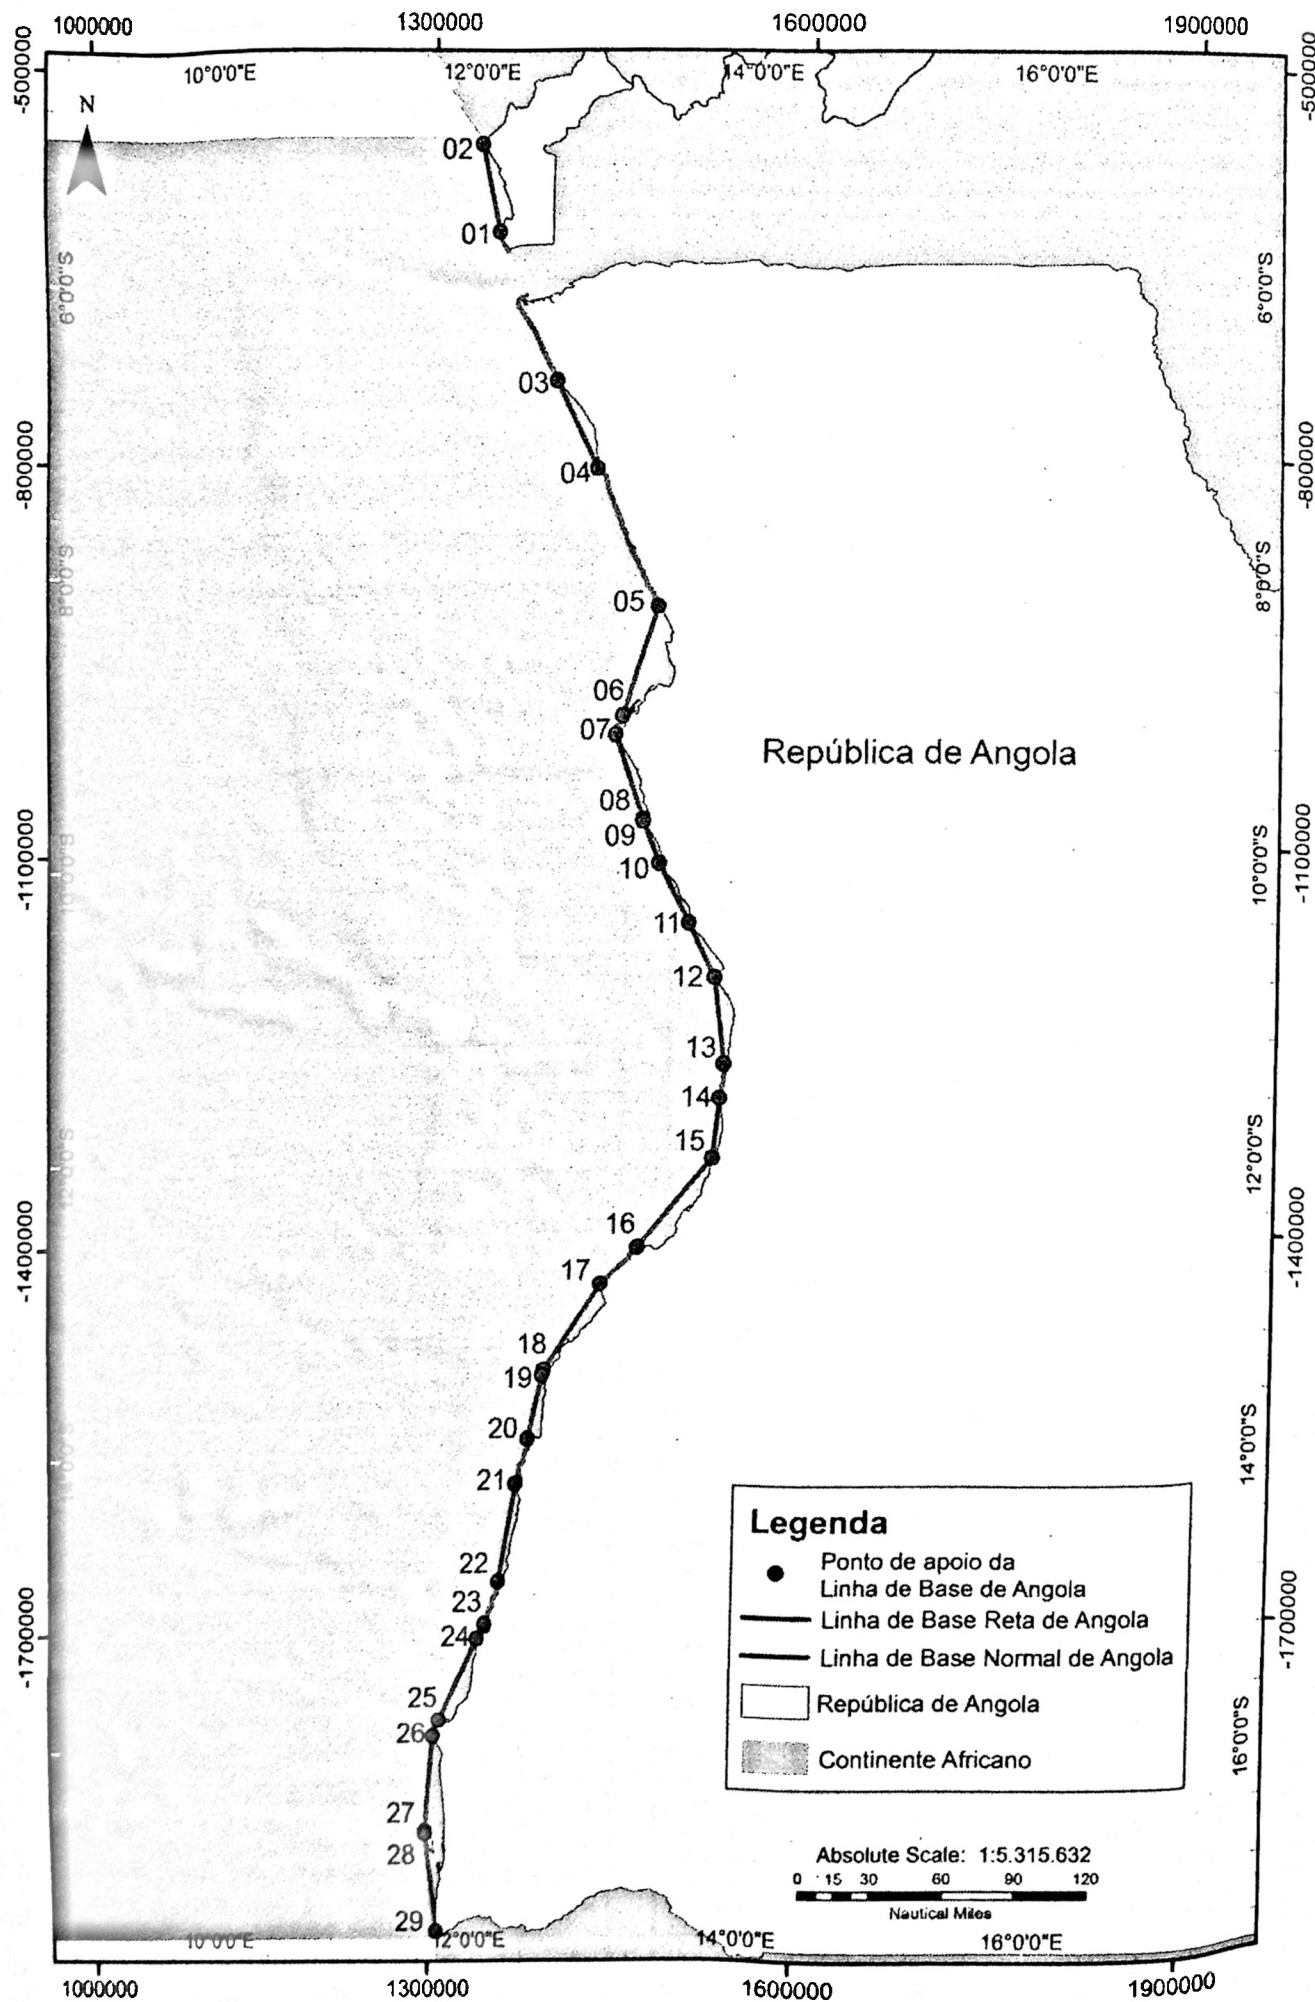 1000000
1300000
1600000
1900000
10°0'0"E
12°0'0"E
14°0'0"E
16°0'0"E
-500000
-500000
N
02
01
6°0'0"S
6°0'0"S
03
-800000
04
-800000
8°0'0"S
8°0'0"S
05
06
07
República de Angola
08
09
-1100000
10
10°0'0"S
-1100000
11
12
13
14
15
12°0'0"S
12°0'0"S
16
-1400000
-1400000
17
18
19
20
21
14°0'0"S
Legenda
Ponto de apoio da
Linha de Base de Angola
Linha de Base Reta de Angola
Linha de Base Normal de Angola
República de Angola
Continente Africano
22
23
24
-1700000
-1700000
25
26
16°0'0"S
27
28
Absolute Scale: 1:5.315.632
0 15 30 60 90 120
Nautical Miles
29
10°0'0"E
12°0'0"E
14°0'0"E
16°0'0"E
1000000
1300000
1600000
1900000